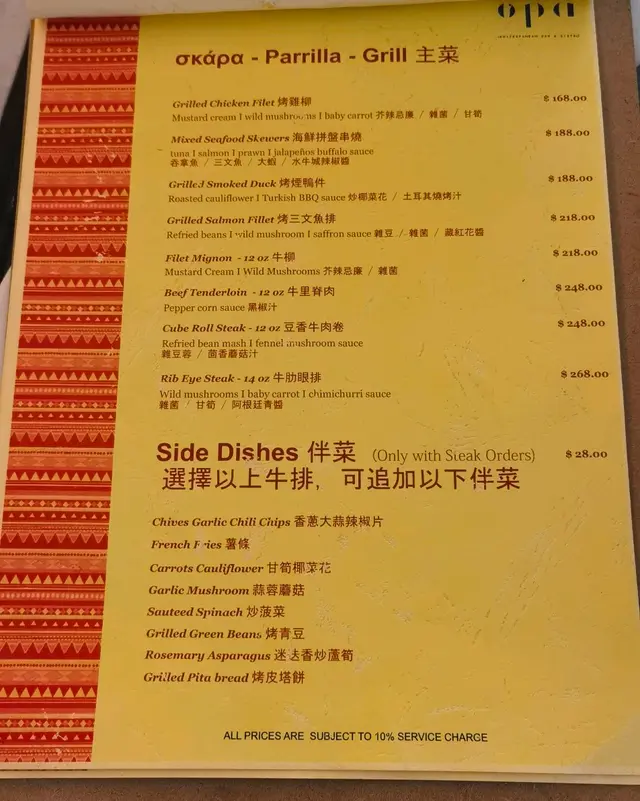 opa
σκάρα - Parrilla - Grill 主菜
Grilled Chicken Filet 烤雞柳 $ 168.00
Mustard cream I wild mushrooms I baby carrot 芥辣忌廉 / 雜菌 / 甘筍
Mixed Seafood Skewers 海鮮拼盤串燒 $ 188.00
tuna I salmon I prawn I jalapeños buffalo sauce
吞拿魚 / 三文魚 / 大蝦 / 水牛城辣椒醬
Grilled Smoked Duck 烤煙鴨件 $ 188.00
Roasted cauliflower I Turkish BBQ sauce 炒椰菜花 / 土耳其燒烤汁
Grilled Salmon Fillet 烤三文魚排 $ 218.00
Refried beans I wild mushroom I saffron sauce 雜豆 / 雜菌 / 藏紅花醬
Filet Mignon - 12 oz 牛柳 $ 218.00
Mustard Cream I Wild Mushrooms 芥辣忌廉 / 雜菌
Beef Tenderloin - 12 oz 牛里脊肉 $ 248.00
Pepper corn sauce 黑椒汁
Cube Roll Steak - 12 oz 豆香牛肉卷 $ 248.00
Refried bean mash I fennel mushroom sauce
雜豆蓉 / 茴香蘑菇汁
Rib Eye Steak - 14 oz 牛肋眼排 $ 268.00
Wild mushrooms I baby carrot I chimichurri sauce
雜菌 / 甘筍 / 阿根廷青醬
Side Dishes 伴菜 (Only with Steak Orders) $ 28.00
選擇以上牛排, 可追加以下伴菜
Chives Garlic Chili Chips 香蔥大蒜辣椒片
French Fries 薯條
Carrots Cauliflower 甘筍椰菜花
Garlic Mushroom 蒜蓉蘑菇
Sauteed Spinach 炒菠菜
Grilled Green Beans 烤青豆
Rosemary Asparagus 迷迭香炒蘆筍
Grilled Pita bread 烤皮塔餅
ALL PRICES ARE SUBJECT TO 10% SERVICE CHARGE